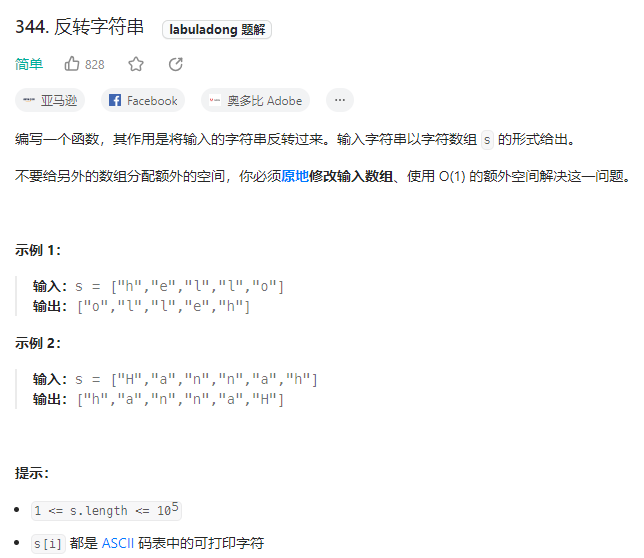 344. 反转字符串 labuladong 题解
简单 828
亚马逊 Facebook 奥多比 Adobe ...
编写一个函数，其作用是将输入的字符串反转过来。输入字符串以字符数组 s 的形式给出。
不要给另外的数组分配额外的空间，你必须原地修改输入数组、使用 O(1) 的额外空间解决这一问题。
示例 1：
输入：s = ["h","e","l","l","o"]
输出：["o","l","l","e","h"]
示例 2：
输入：s = ["H","a","n","n","a","h"]
输出：["h","a","n","n","a","H"]
提示：
1 <= s.length <= 10⁵
s[i] 都是 ASCII 码表中的可打印字符